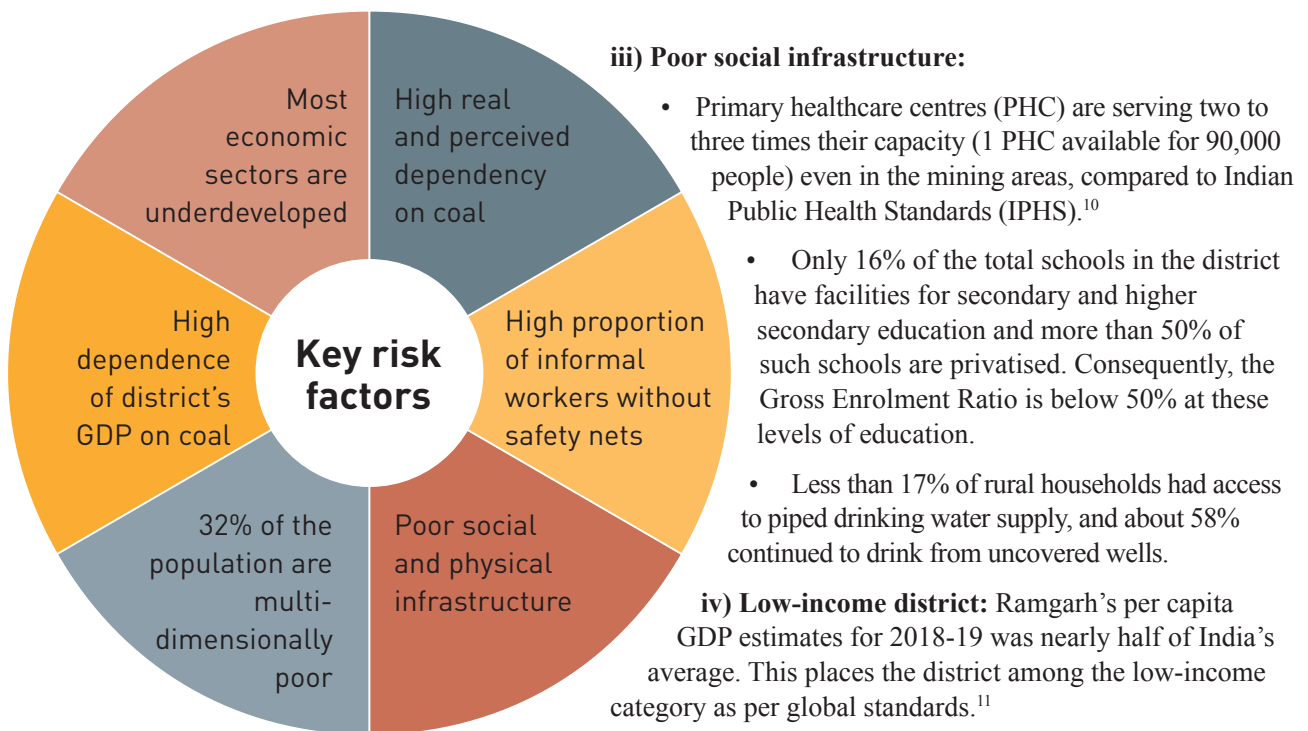 Most
economic
sectors are
underdeveloped
High real
and perceived
dependency
on coal
High proportion
of informal
workers without
safety nets
Poor social
and physical
infrastructure
32% of the
population are
multi-
dimensionally
poor
High
dependence
of district's
GDP on coal
Key risk
factors
iii) Poor social infrastructure:
• Primary healthcare centres (PHC) are serving two to
three times their capacity (1 PHC available for 90,000
people) even in the mining areas, compared to Indian
Public Health Standards (IPHS).10
• Only 16% of the total schools in the district
have facilities for secondary and higher
secondary education and more than 50% of
such schools are privatised. Consequently, the
Gross Enrolment Ratio is below 50% at these
levels of education.
• Less than 17% of rural households had access
to piped drinking water supply, and about 58%
continued to drink from uncovered wells.
iv) Low-income district: Ramgarh's per capita
GDP estimates for 2018-19 was nearly half of India's
average. This places the district among the low-income
category as per global standards.11